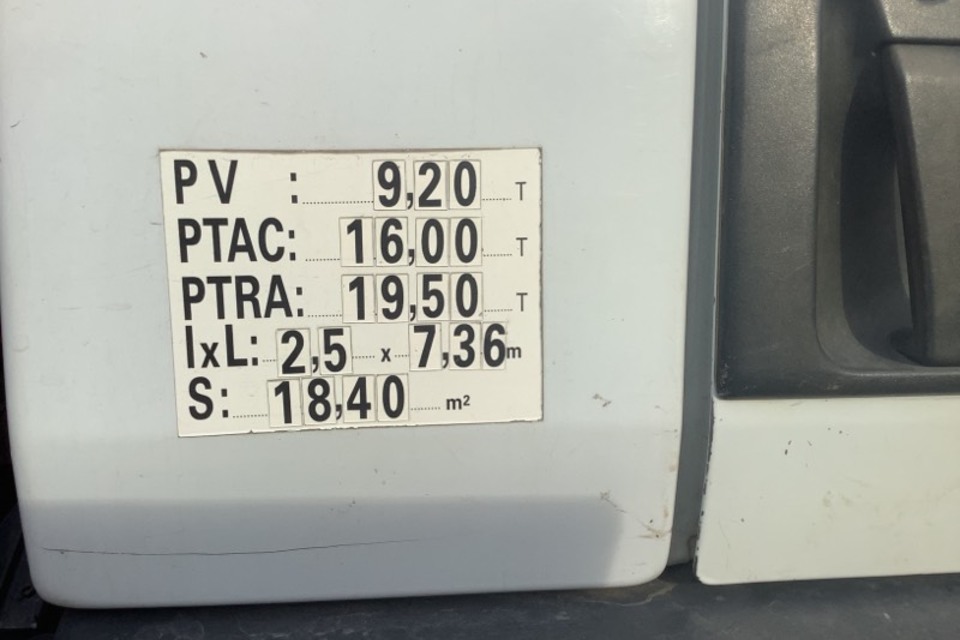 PV : 9,20 T
PTAC: 16,00 T
PTRA: 19,50 T
lxL: 2,5 x 7,36 m
S: 18,40 m²